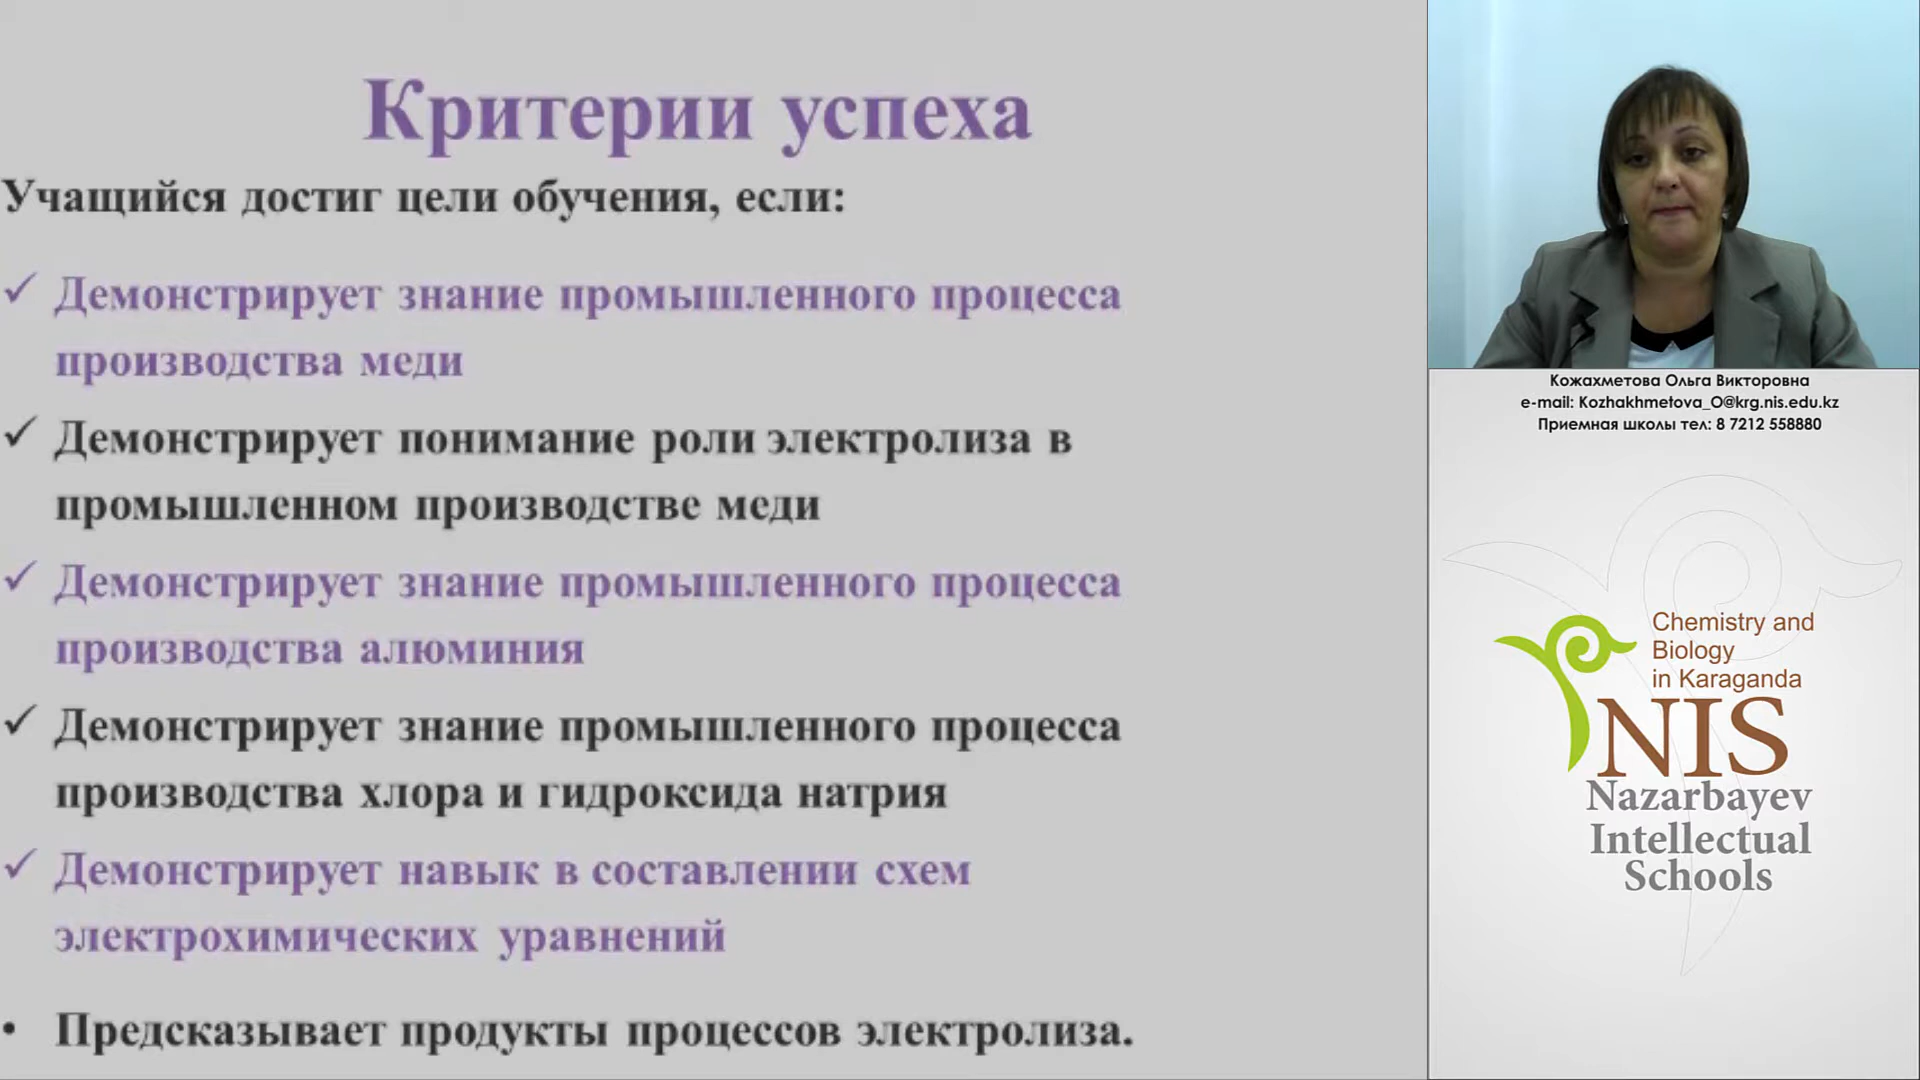 Критерии успеха
Учащийся достиг цели обучения, если:
✓ Демонстрирует знание промышленного процесса
производства меди
✓ Демонстрирует понимание роли электролиза в
промышленном производстве меди
✓ Демонстрирует знание промышленного процесса
производства алюминия
✓ Демонстрирует знание промышленного процесса
производства хлора и гидроксида натрия
✓ Демонстрирует навык в составлении схем
электрохимических уравнений
• Предсказывает продукты процессов электролиза.
Кожахметова Ольга Викторовна
e-mail: Kozhakhmetova_O@krg.nis.edu.kz
Приемная школы тел: 8 7212 558880
Chemistry and
Biology
in Karaganda
NIS
Nazarbayev
Intellectual
Schools